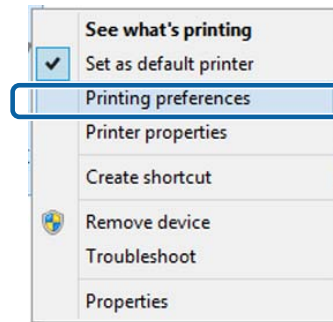 See what's printing
Set as default printer
Printing preferences
Printer properties
Create shortcut
Remove device
Troubleshoot
Properties